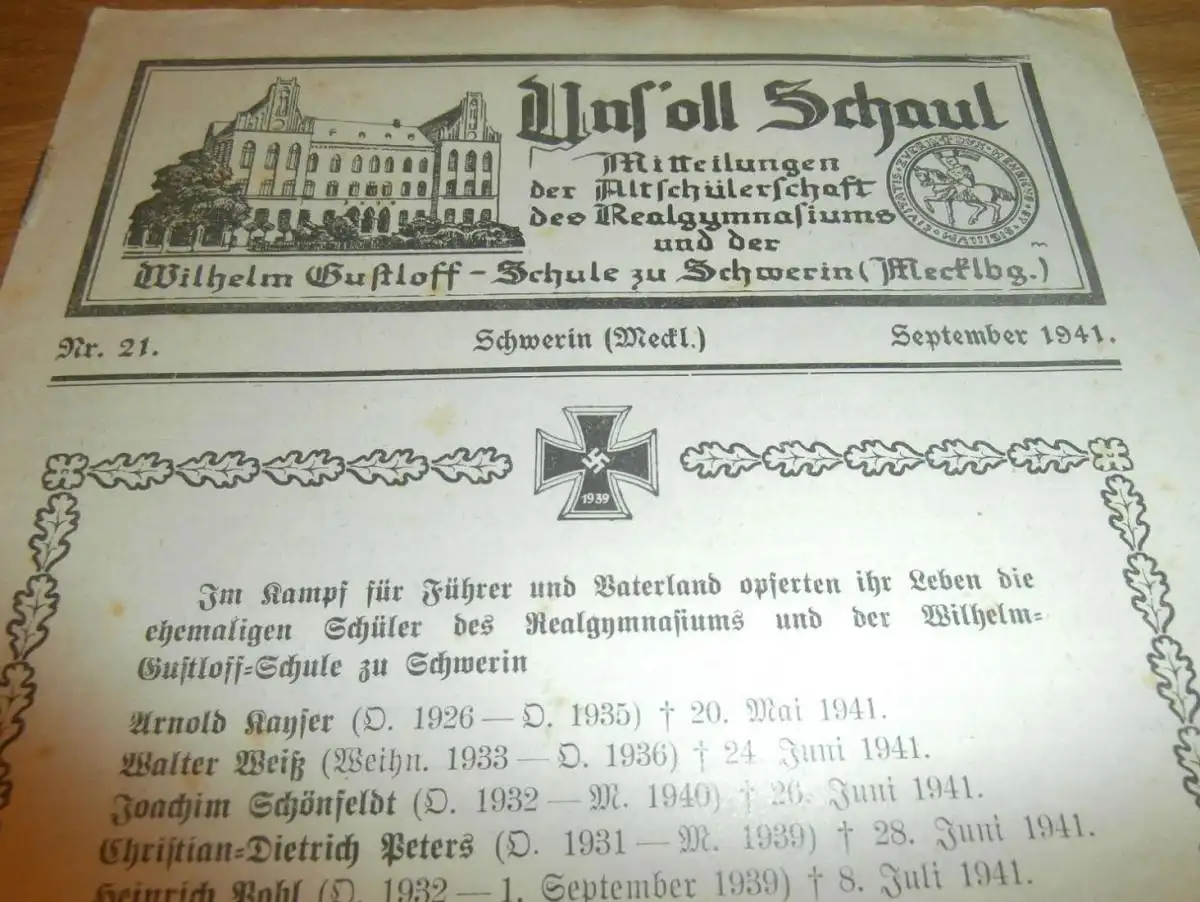 Uns' oll Schaul
Mitteilungen
der Altschülerschaft
des Realgymnasiums
und der
Wilhelm Gustloff-Schule zu Schwerin (Mecklbg.)
Nr. 21.
Schwerin (Meckl.)
September 1941.
1939
Im Kampf für Führer und Vaterland opferten ihr Leben die
ehemaligen Schüler des Realgymnasiums und der Wilhelm-
Gustloff-Schule zu Schwerin
Arnold Kayser (O. 1926 — O. 1935) † 20. Mai 1941.
Walter Weiß (Weihn. 1933 — O. 1936) † 24. Juni 1941.
Joachim Schönfeldt (O. 1932 — M. 1940) † 26. Juni 1941.
Christian-Dietrich Peters (O. 1931 — M. 1939) † 28. Juni 1941.
Heinrich Pahl (O. 1932 — 1. September 1939) † 8. Juli 1941.